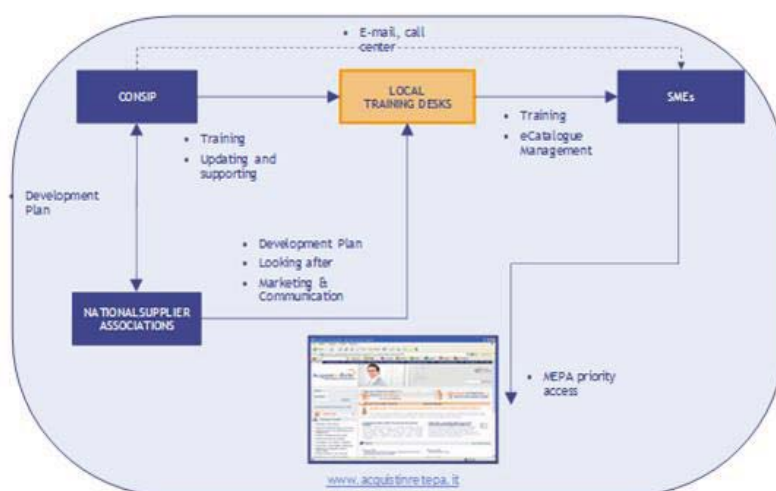 • E-mail, call
center
CONSIP
LOCAL
TRAINING DESKS
SMEs
• Training
• Updating and
supporting
• Training
• eCatalogue
Management
• Development
Plan
• Development Plan
• Looking after
• Marketing &
Communication
NATIONALSUPPLIER
ASSOCIATIONS
• MEPA priority
access
www.acquistinretepa.it